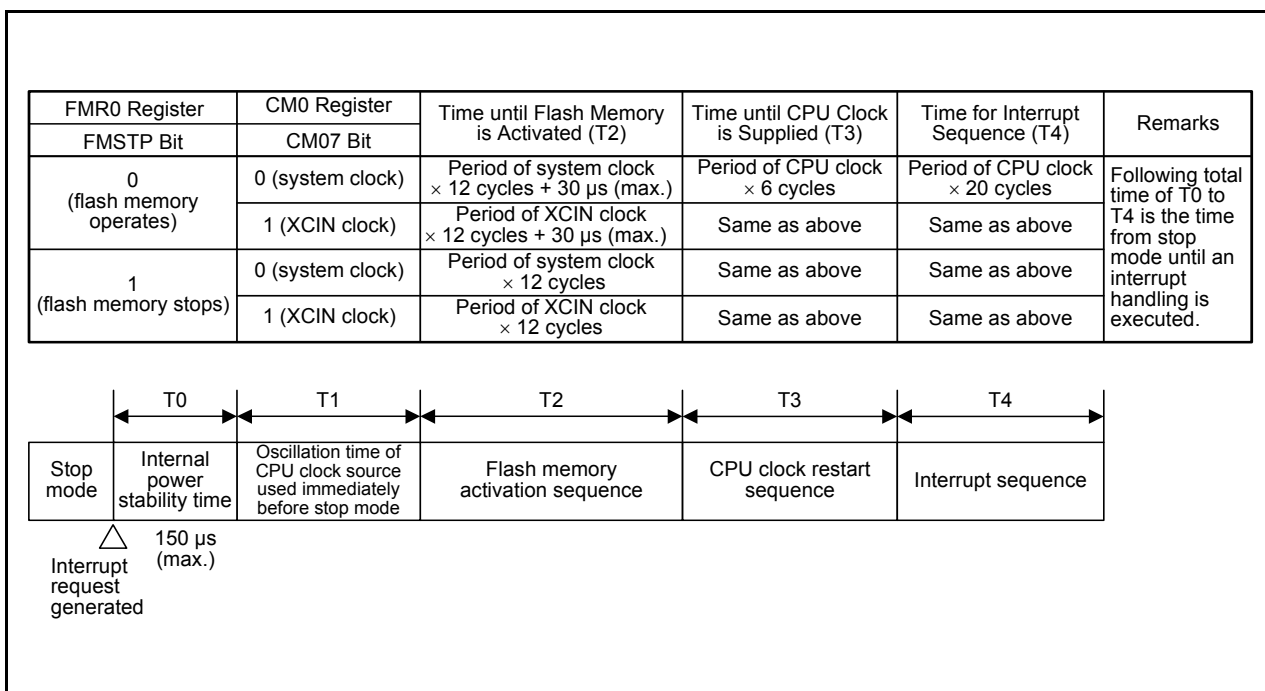 FMR0 Register
FMSTP Bit
CM0 Register
CM07 Bit
Time until Flash Memory
is Activated (T2)
Time until CPU Clock
is Supplied (T3)
Time for Interrupt
Sequence (T4)
Remarks
0
(flash memory
operates)
0 (system clock)
Period of system clock
× 12 cycles + 30 µs (max.)
Period of CPU clock
× 6 cycles
Period of CPU clock
× 20 cycles
Following total
time of T0 to
T4 is the time
from stop
mode until an
interrupt
handling is
executed.
1 (XCIN clock)
Period of XCIN clock
× 12 cycles + 30 µs (max.)
Same as above
Same as above
1
(flash memory stops)
0 (system clock)
Period of system clock
× 12 cycles
Same as above
Same as above
1 (XCIN clock)
Period of XCIN clock
× 12 cycles
Same as above
Same as above
T0
T1
T2
T3
T4
Stop
mode
Internal
power
stability time
Oscillation time of
CPU clock source
used immediately
before stop mode
Flash memory
activation sequence
CPU clock restart
sequence
Interrupt sequence
150 µs
(max.)
Interrupt
request
generated